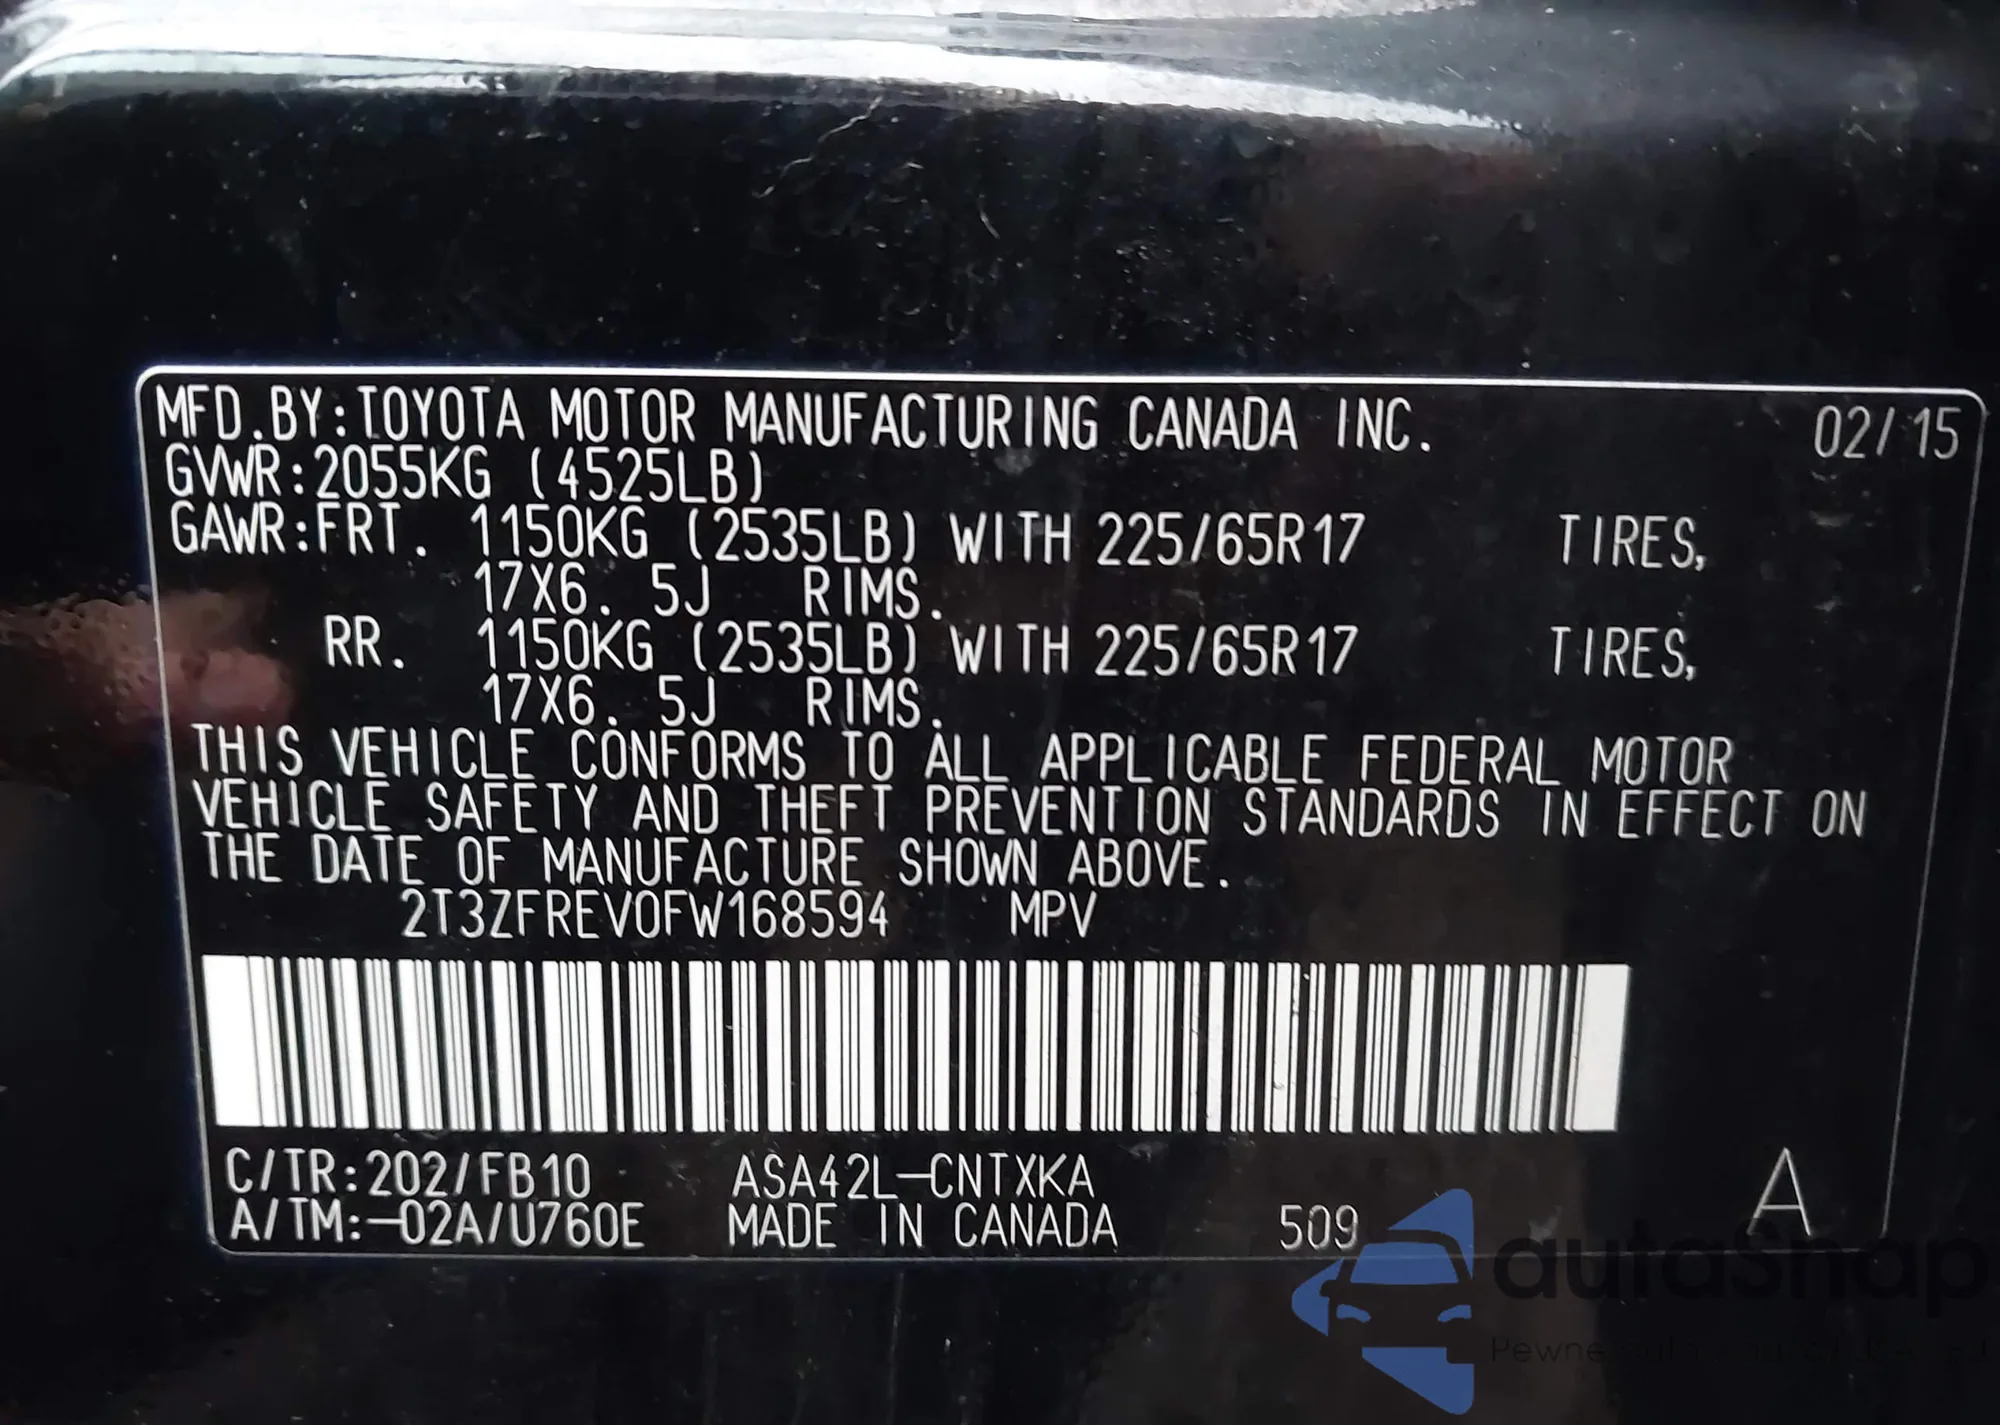 MFD.BY:TOYOTA MOTOR MANUFACTURING CANADA INC. 02/15
GVWR:2055KG (4525LB)
GAWR:FRT. 1150KG (2535LB) WITH 225/65R17 TIRES,
17X6.5J RIMS.
RR. 1150KG (2535LB) WITH 225/65R17 TIRES,
17X6.5J RIMS.
THIS VEHICLE CONFORMS TO ALL APPLICABLE FEDERAL MOTOR
VEHICLE SAFETY AND THEFT PREVENTION STANDARDS IN EFFECT ON
THE DATE OF MANUFACTURE SHOWN ABOVE.
2T3ZFREV0FW168594 MPV
C/TR:202/FB10 ASA42L-CNTXKA
A/TM:-02A/U760E MADE IN CANADA 509 A
autasnap